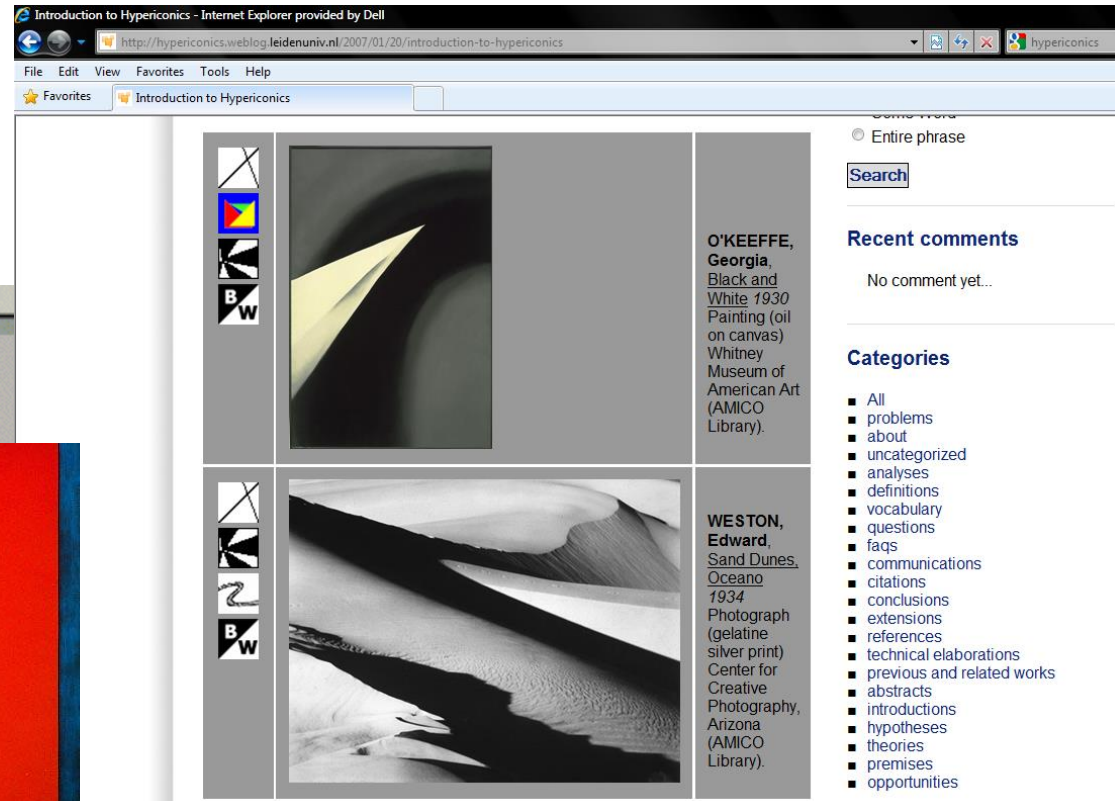 Introduction to Hypericonics - Internet Explorer provided by Dell
http://hypericonics.weblog.leidenuniv.nl/2007/01/20/introduction-to-hypericonics
hypericonics
File Edit View Favorites Tools Help
Favorites
Introduction to Hypericonics
B/W
O'KEEFFE,
Georgia,
Black and
White 1930
Painting (oil
on canvas)
Whitney
Museum of
American Art
(AMICO
Library).
B/W
WESTON,
Edward,
Sand Dunes,
Oceano
1934
Photograph
(gelatine
silver print)
Center for
Creative
Photography,
Arizona
(AMICO
Library).
Entire phrase
Search
Recent comments
No comment yet...
Categories
All
problems
about
uncategorized
analyses
definitions
vocabulary
questions
faqs
communications
citations
conclusions
extensions
references
technical elaborations
previous and related works
abstracts
introductions
hypotheses
theories
premises
opportunities